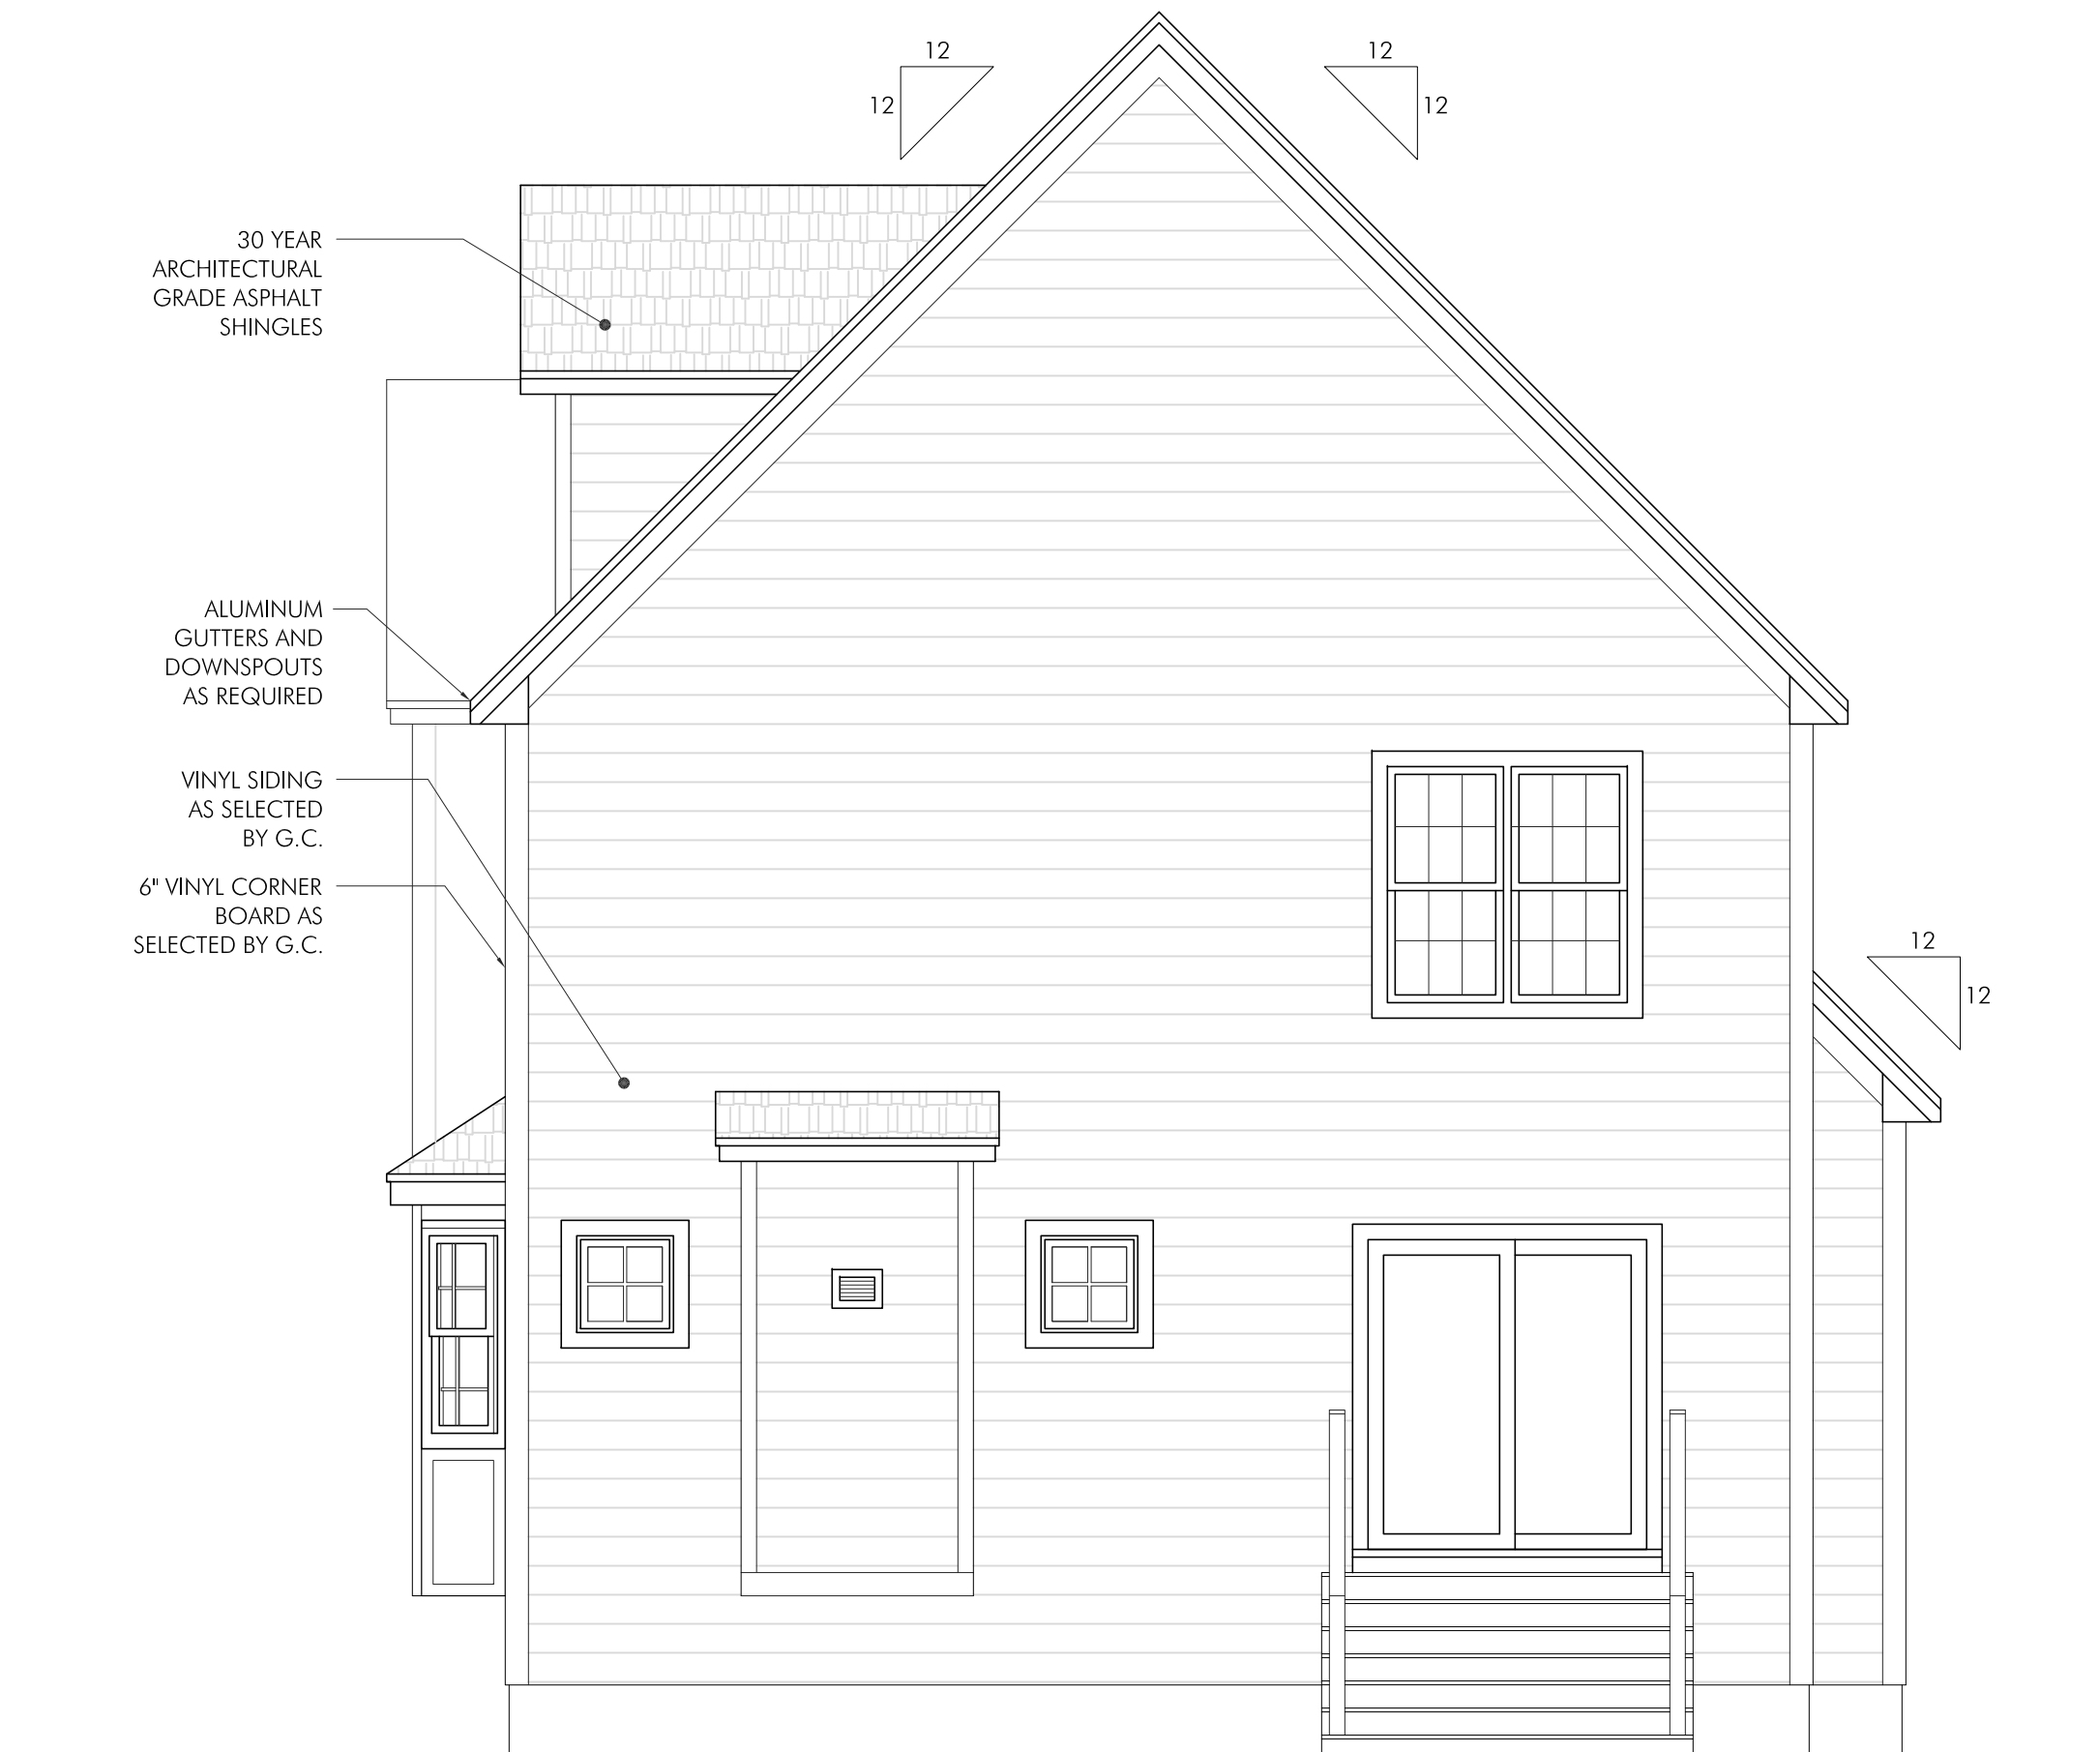 12
12
12
12
30 YEAR
ARCHITECTURAL
GRADE ASPHALT
SHINGLES
ALUMINUM
GUTTERS AND
DOWNSPOUTS
AS REQUIRED
VINYL SIDING
AS SELECTED
BY G.C.
6" VINYL CORNER
BOARD AS
SELECTED BY G.C.
12
12